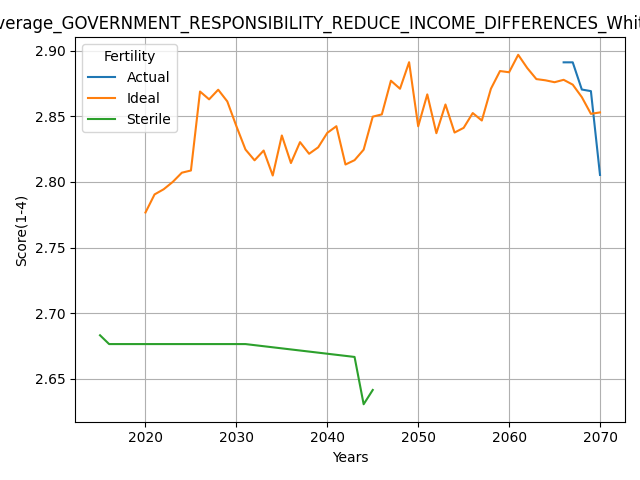 verage_GOVERNMENT_RESPONSIBILITY_REDUCE_INCOME_DIFFERENCES_Whit
Fertility
Actual
Ideal
Sterile
Score(1-4)
2.90
2.85
2.80
2.75
2.70
2.65
2020 2030 2040 2050 2060 2070
Years